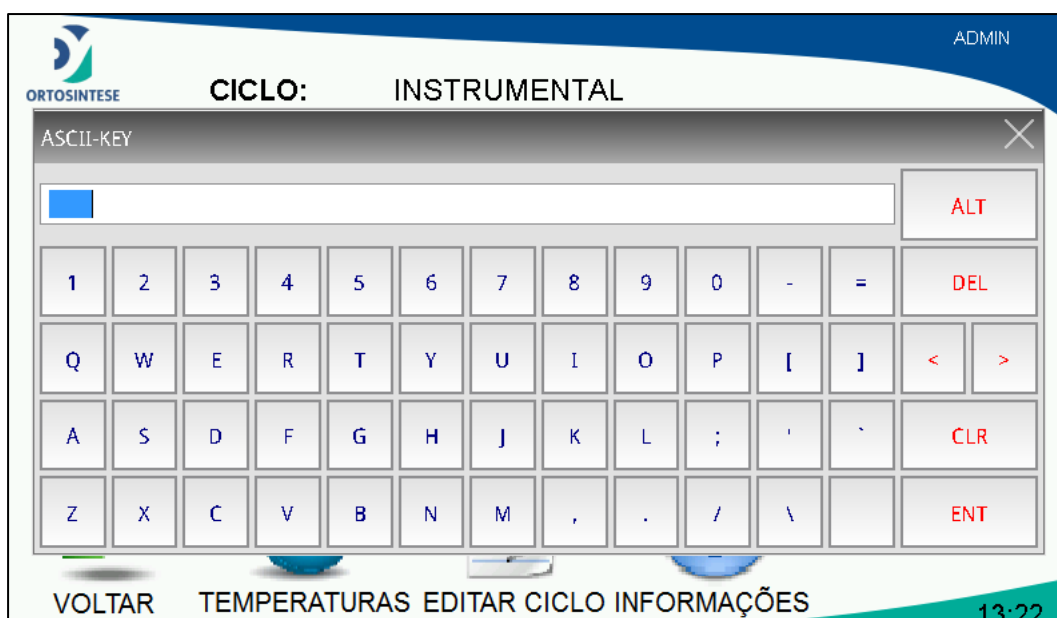 ADMIN
ORTOSINTESE
CICLO: INSTRUMENTAL
ASCII-KEY
ALT
1 2 3 4 5 6 7 8 9 0 - = DEL
Q W E R T Y U I O P [ ] < >
A S D F G H J K L ; ' ` CLR
Z X C V B N M , . / \ ENT
VOLTAR TEMPERATURAS EDITAR CICLO INFORMAÇÕES
13:22